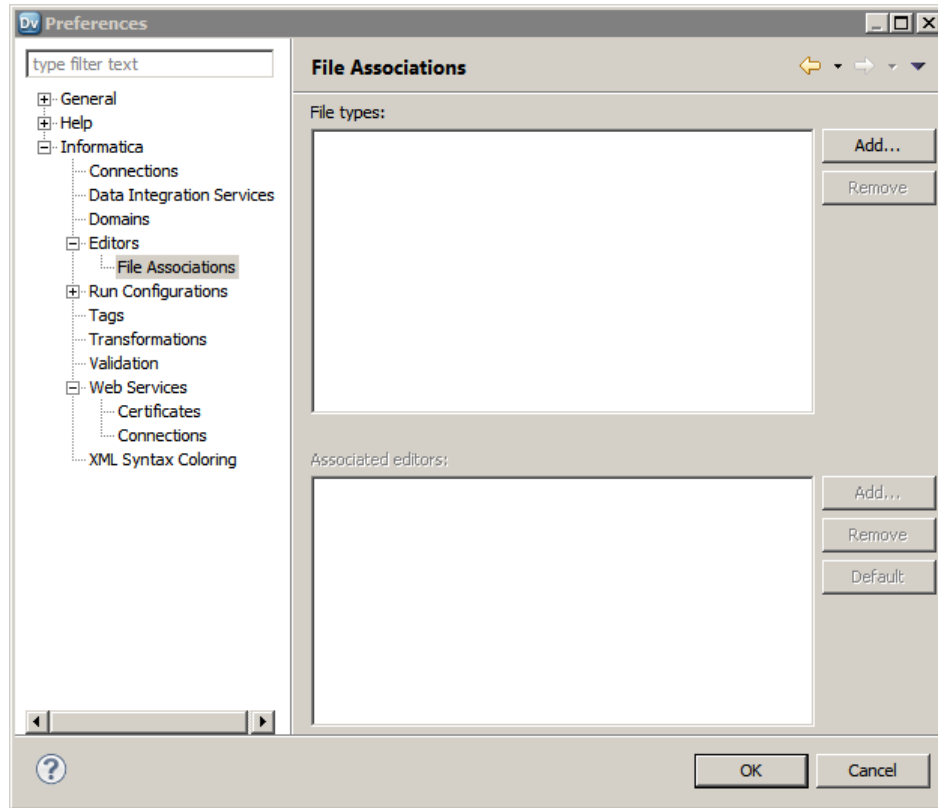 Dv Preferences
type filter text
General
Help
Informatica
Connections
Data Integration Services
Domains
Editors
File Associations
Run Configurations
Tags
Transformations
Validation
Web Services
Certificates
Connections
XML Syntax Coloring
File Associations
File types:
Add...
Remove
Associated editors:
Add...
Remove
Default
?
OK
Cancel